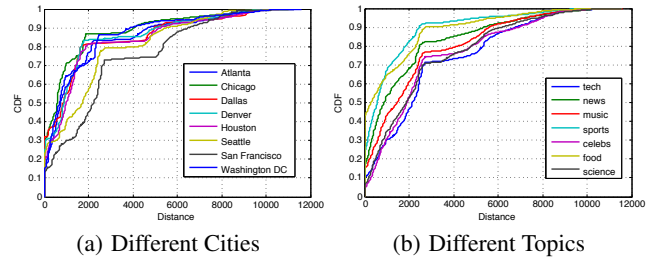 1
0.9
0.8
0.7
0.6
0.5
0.4
0.3
0.2
0.1
0
CDF
0 2000 4000 6000 8000 10000 12000
Distance
Atlanta
Chicago
Dallas
Denver
Houston
Seattle
San Francisco
Washington DC
(a) Different Cities
1
0.9
0.8
0.7
0.6
0.5
0.4
0.3
0.2
0.1
0
CDF
0 2000 4000 6000 8000 10000 12000
Distance
tech
news
music
sports
celebs
food
science
(b) Different Topics